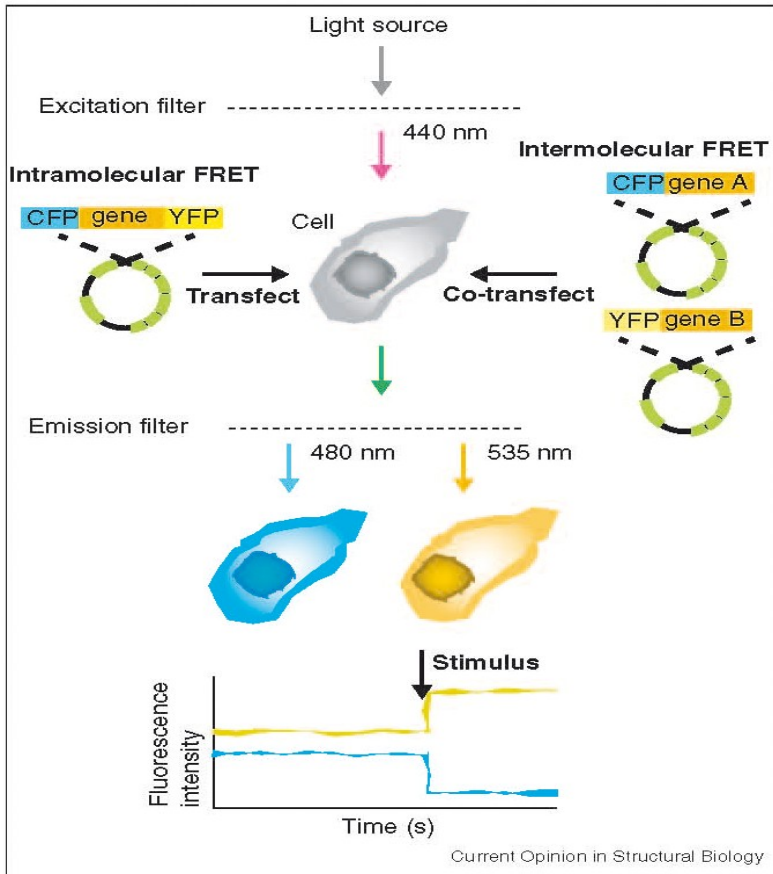 Light source
Excitation filter
440 nm
Intramolecular FRET
Intermolecular FRET
CFP gene YFP
CFP gene A
Cell
Transfect
Co-transfect
YFP gene B
Emission filter
480 nm
535 nm
Stimulus
Fluorescence
intensity
Time (s)
Current Opinion in Structural Biology